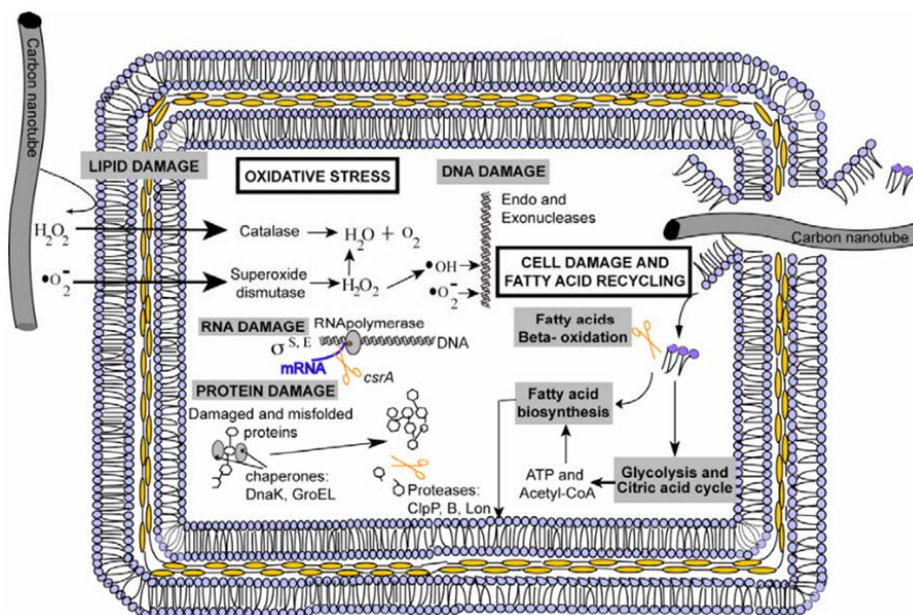 Carbon nanotube
LIPID DAMAGE
H₂O₂
•O₂⁻
OXIDATIVE STRESS
Catalase
H₂O + O₂
Superoxide
dismutase
H₂O₂
•OH
•O₂⁻
DNA DAMAGE
Endo and
Exonucleases
Carbon nanotube
CELL DAMAGE AND
FATTY ACID RECYCLING
RNA DAMAGE
RNApolymerase
σ S, E
DNA
mRNA
csrA
PROTEIN DAMAGE
Damaged and misfolded
proteins
chaperones:
DnaK, GroEL
Proteases:
ClpP, B, Lon
Fatty acids
Beta- oxidation
Fatty acid
biosynthesis
ATP and
Acetyl-CoA
Glycolysis and
Citric acid cycle